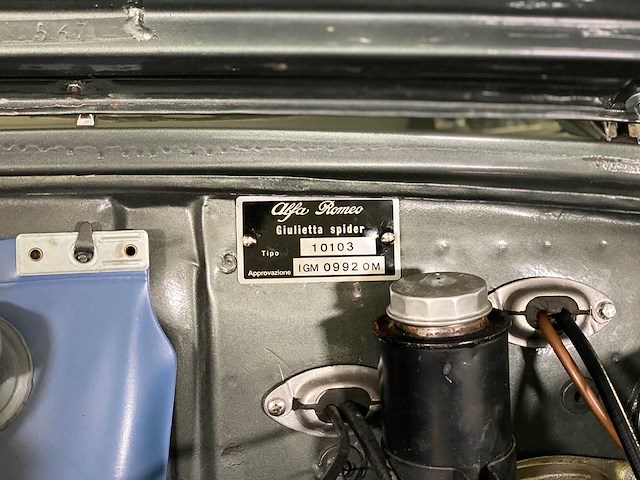 567
Alfa Romeo
Giulietta spider
Tipo 10103
Approvazione IGM 0992 OM